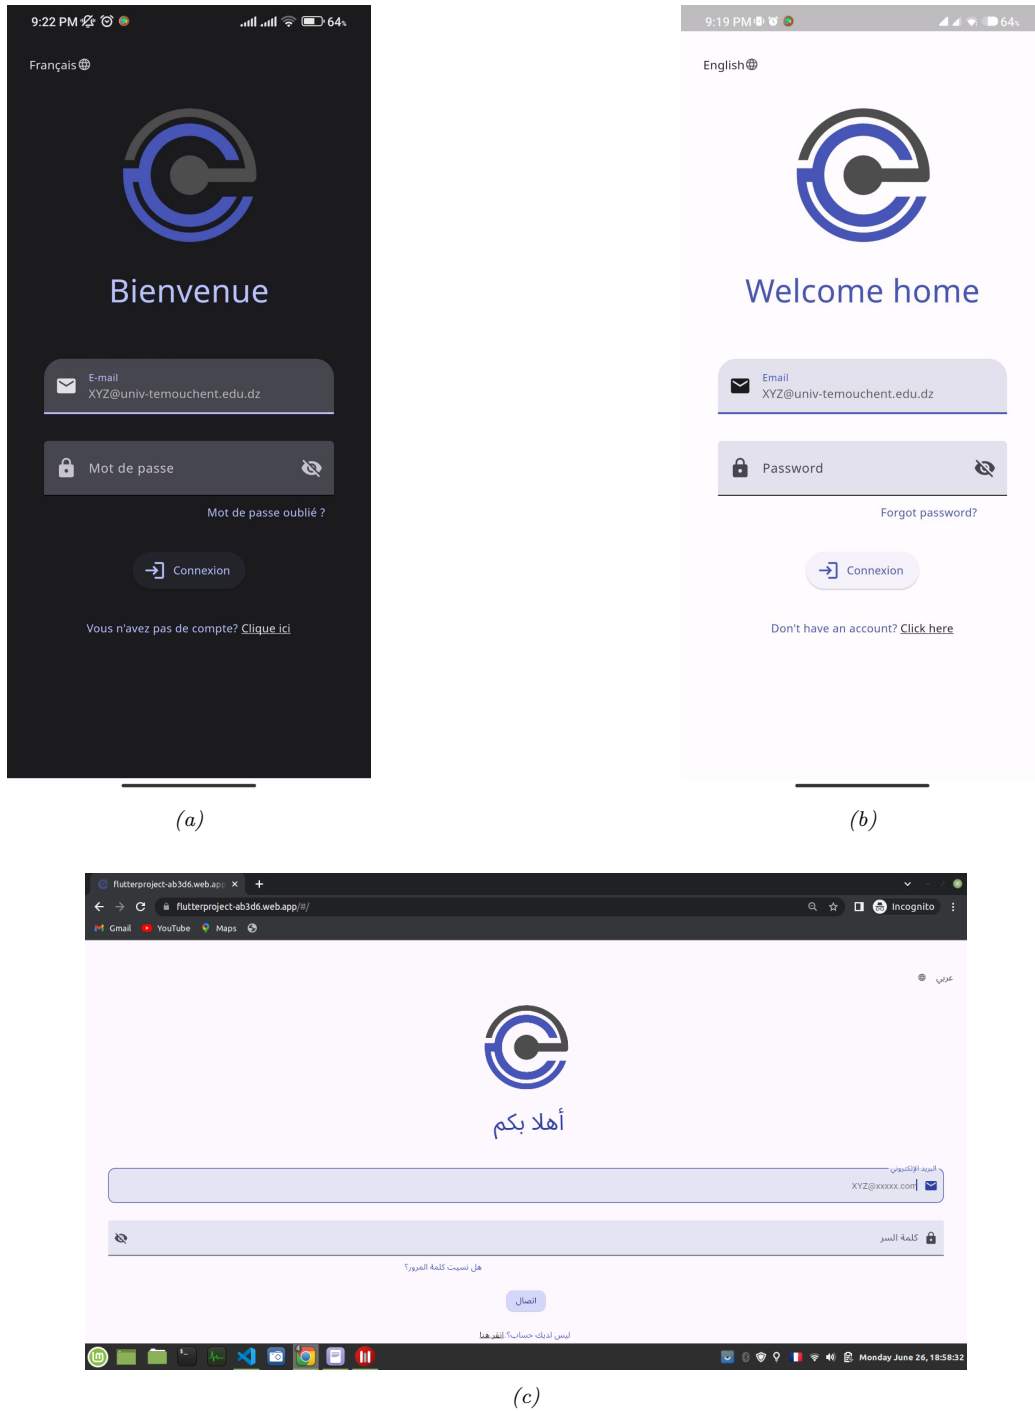 9:22 PM 64%
Français
Bienvenue
E-mail
XYZ@univ-temouchent.edu.dz
Mot de passe
Mot de passe oublié ?
Connexion
Vous n'avez pas de compte? Clique ici
(a)
9:19 PM 64%
English
Welcome home
Email
XYZ@univ-temouchent.edu.dz
Password
Forgot password?
Connexion
Don't have an account? Click here
(b)
flutterproject-ab3d6.web.app
flutterproject-ab3d6.web.app/#/ Incognito
Gmail YouTube Maps
عربي
أهلا بكم
البريد الإلكتروني
XYZ@xxxxx.com
كلمة السر
هل نسيت كلمة المرور؟
اتصال
ليس لديك حساب؟ انقر هنا
4
Monday June 26, 18:58:32
(c)